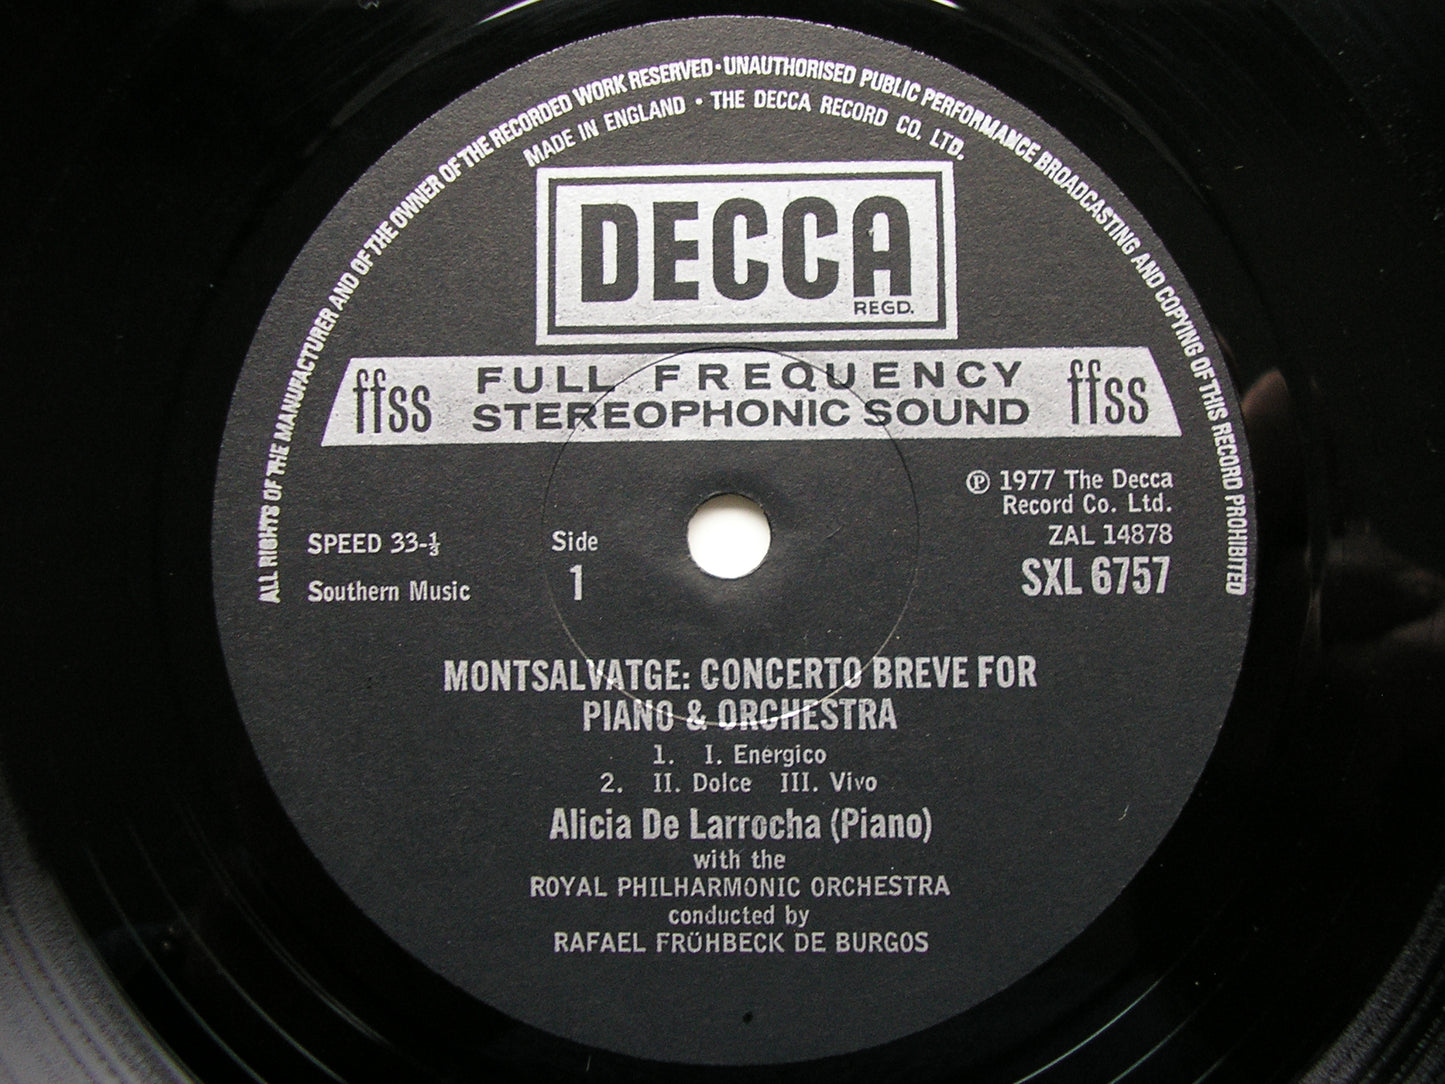 ALL RIGHTS OF THE MANUFACTURER AND OF THE OWNER OF THE RECORDED WORK RESERVED · UNAUTHORISED PUBLIC PERFORMANCE BROADCASTING AND COPYING OF THIS RECORD PROHIBITED
MADE IN ENGLAND · THE DECCA RECORD CO. LTD.
DECCA
REGD.
ffss FULL FREQUENCY STEREOPHONIC SOUND ffss
℗ 1977 The Decca
Record Co. Ltd.
ZAL 14878
SXL 6757
SPEED 33-⅓
Southern Music
Side
1
MONTSALVATGE: CONCERTO BREVE FOR
PIANO & ORCHESTRA
1. I. Energico
2. II. Dolce III. Vivo
Alicia De Larrocha (Piano)
with the
ROYAL PHILHARMONIC ORCHESTRA
conducted by
RAFAEL FRÜHBECK DE BURGOS